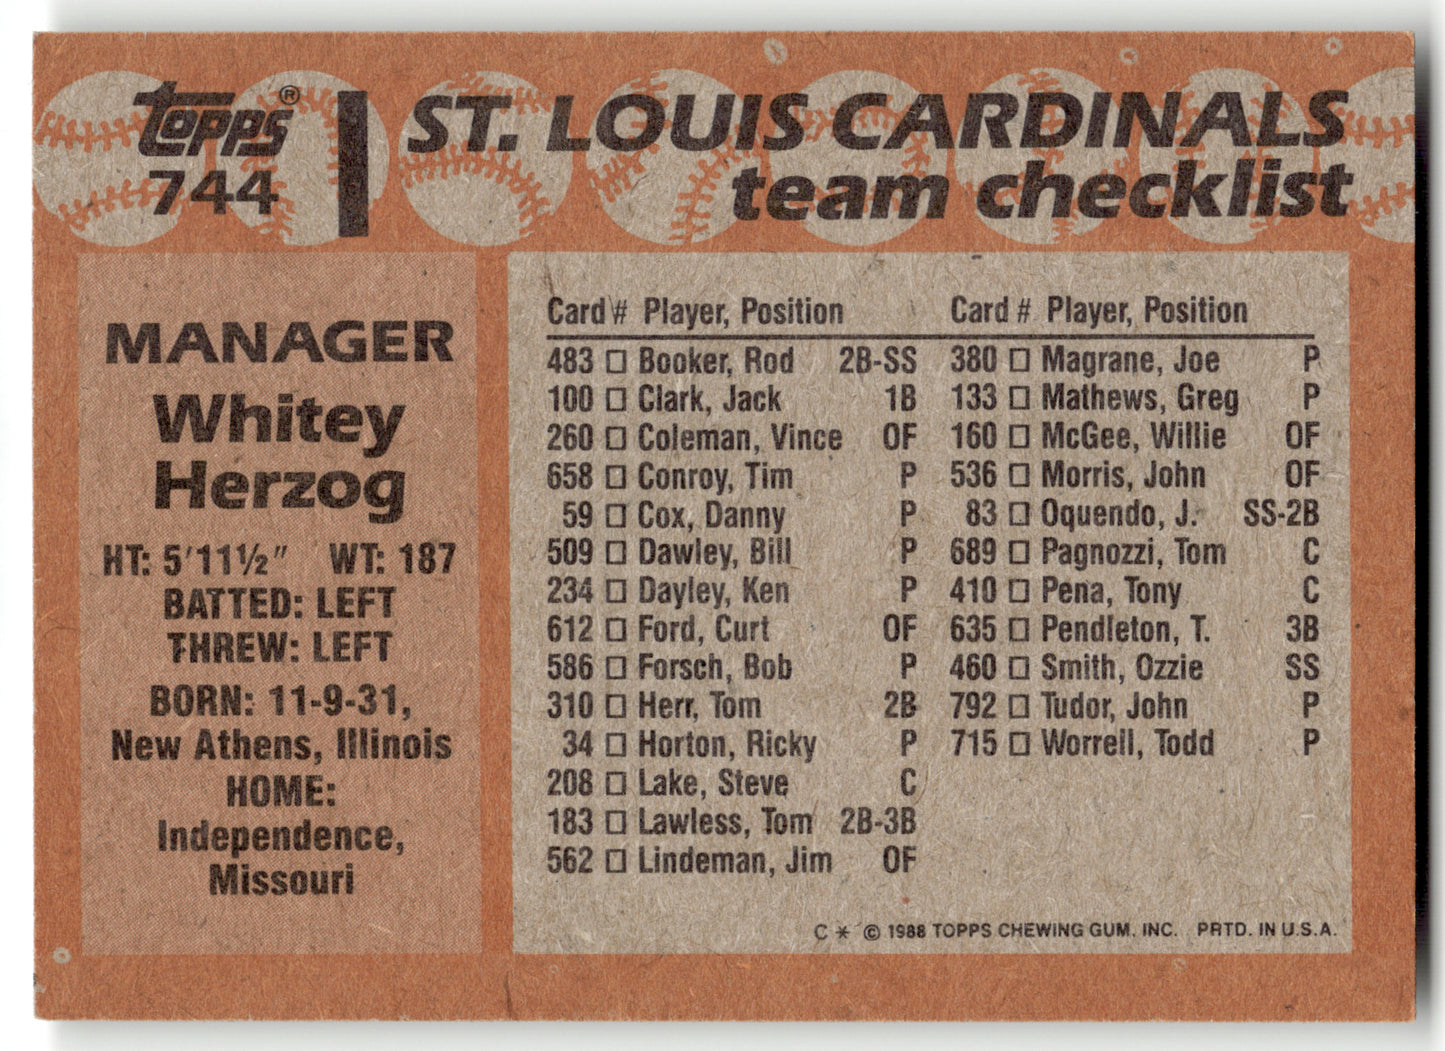 topps®
744
ST. LOUIS CARDINALS
team checklist
MANAGER
Whitey
Herzog
HT: 5'11½" WT: 187
BATTED: LEFT
THREW: LEFT
BORN: 11-9-31,
New Athens, Illinois
HOME:
Independence,
Missouri
Card # Player, Position
483 □ Booker, Rod 2B-SS
100 □ Clark, Jack 1B
260 □ Coleman, Vince OF
658 □ Conroy, Tim P
59 □ Cox, Danny P
509 □ Dawley, Bill P
234 □ Dayley, Ken P
612 □ Ford, Curt OF
586 □ Forsch, Bob P
310 □ Herr, Tom 2B
34 □ Horton, Ricky P
208 □ Lake, Steve C
183 □ Lawless, Tom 2B-3B
562 □ Lindeman, Jim OF
Card # Player, Position
380 □ Magrane, Joe P
133 □ Mathews, Greg P
160 □ McGee, Willie OF
536 □ Morris, John OF
83 □ Oquendo, J. SS-2B
689 □ Pagnozzi, Tom C
410 □ Pena, Tony C
635 □ Pendleton, T. 3B
460 □ Smith, Ozzie SS
792 □ Tudor, John P
715 □ Worrell, Todd P
C * © 1988 TOPPS CHEWING GUM, INC. PRTD. IN U.S.A.